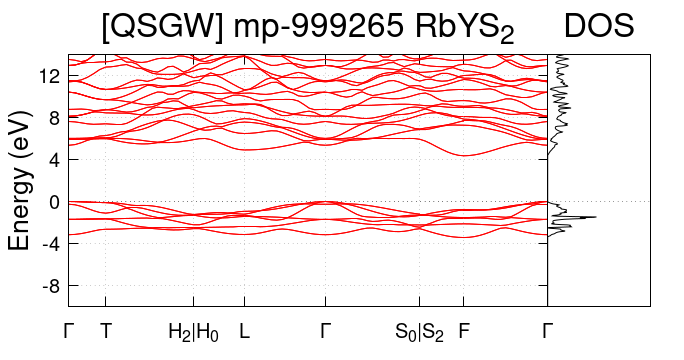 [QSGW] mp-999265 RbYS₂ DOS
Energy (eV)
12
8
4
0
-4
-8
Γ T H₂|H₀ L Γ S₀|S₂ F Γ